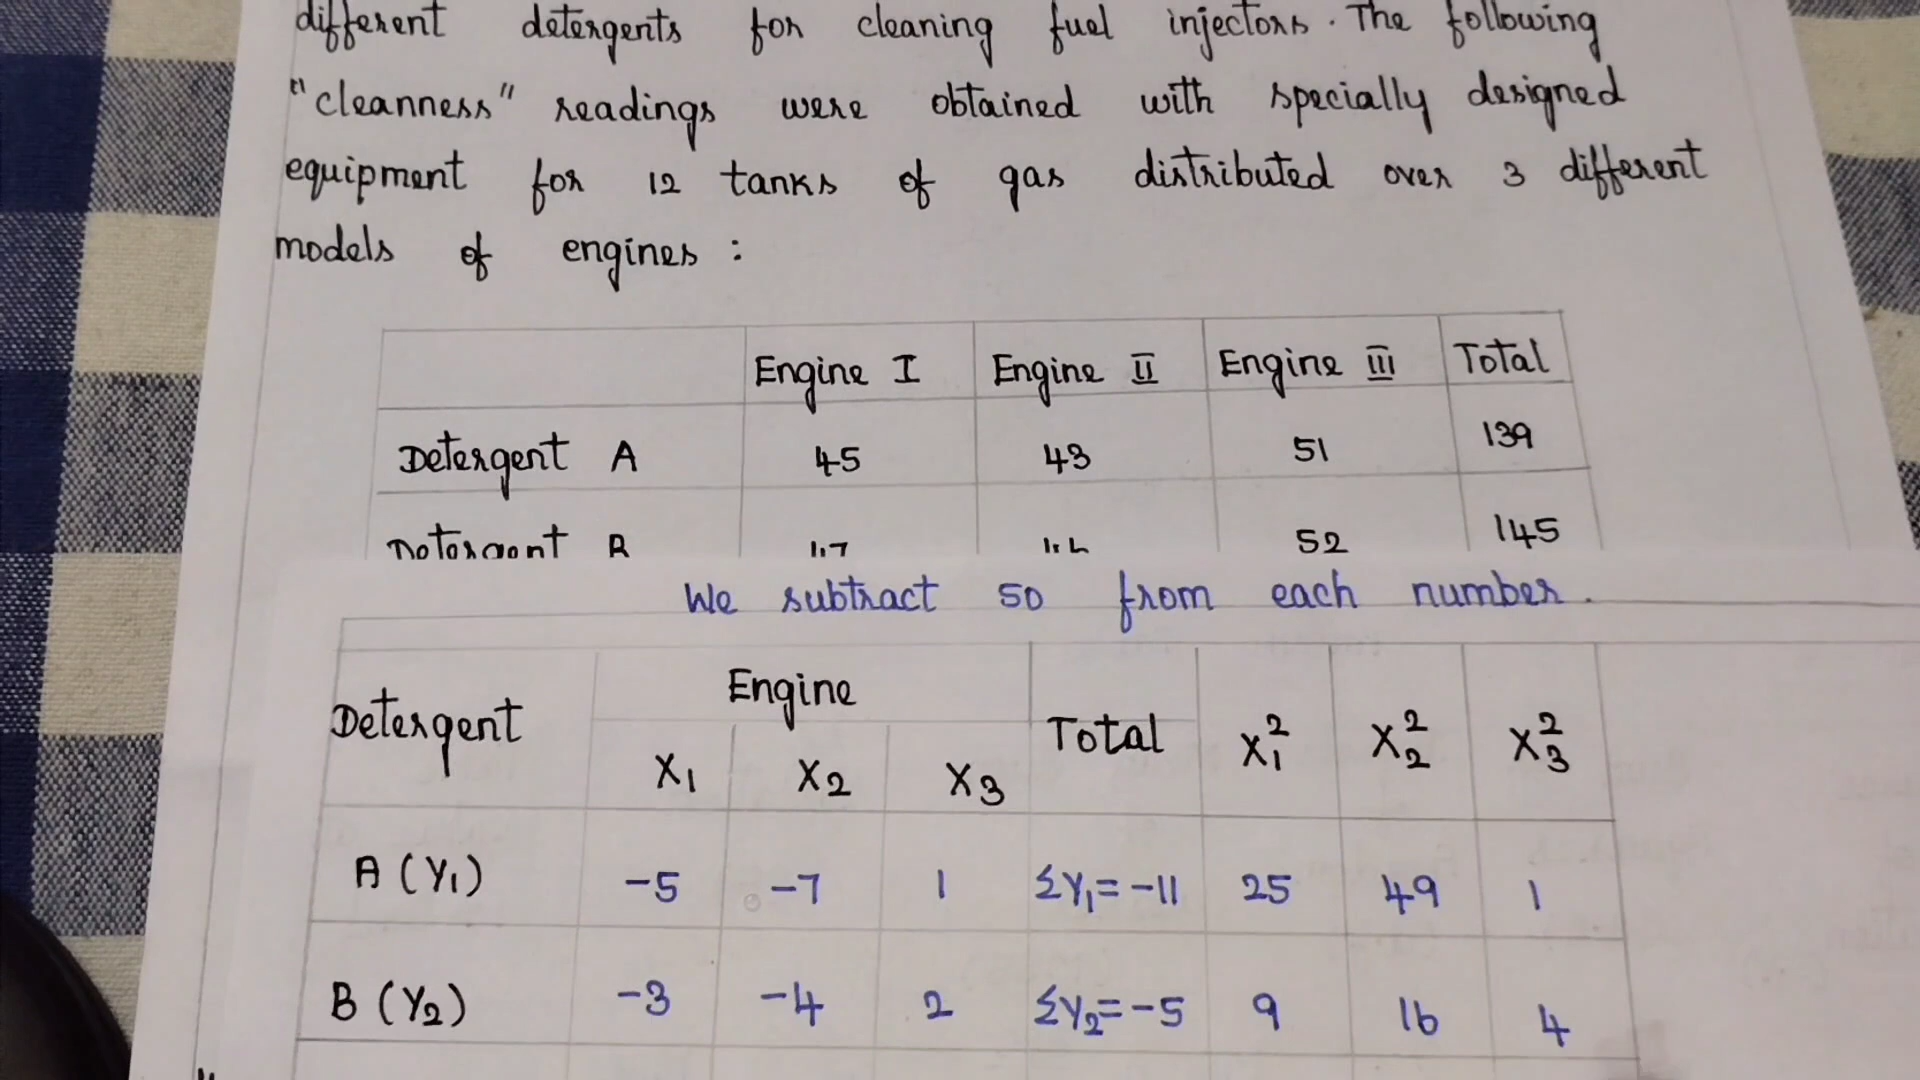 different detergents for cleaning fuel injectors. The following
"cleanness" readings were obtained with specially designed
equipment for 12 tanks of gas distributed over 3 different
models of engines :
Engine I Engine II Engine III Total
Detergent A 45 43 51 139
Detergent B 47 46 52 145
We subtract 50 from each number.
Detergent Engine Total X₁² X₂² X₃²
X₁ X₂ X₃
A (Y₁) -5 -7 1 ΣY₁= -11 25 49 1
B (Y₂) -3 -4 2 ΣY₂= -5 9 16 4